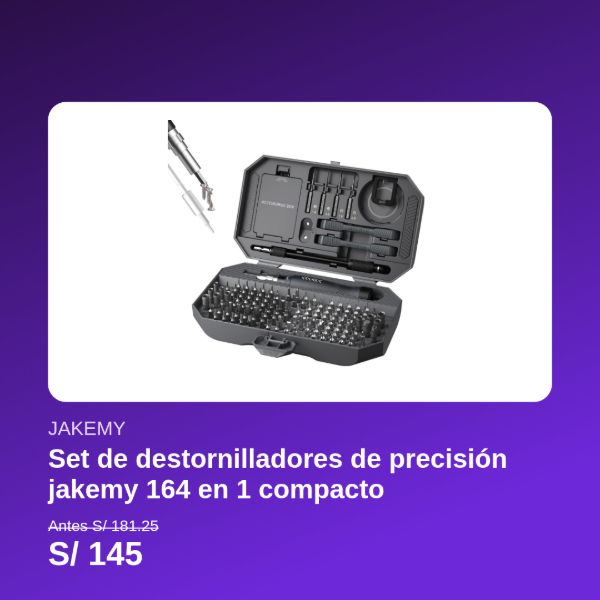 JAKEMY
Set de destornilladores de precisión
jakemy 164 en 1 compacto
Antes S/ 181.25
S/ 145